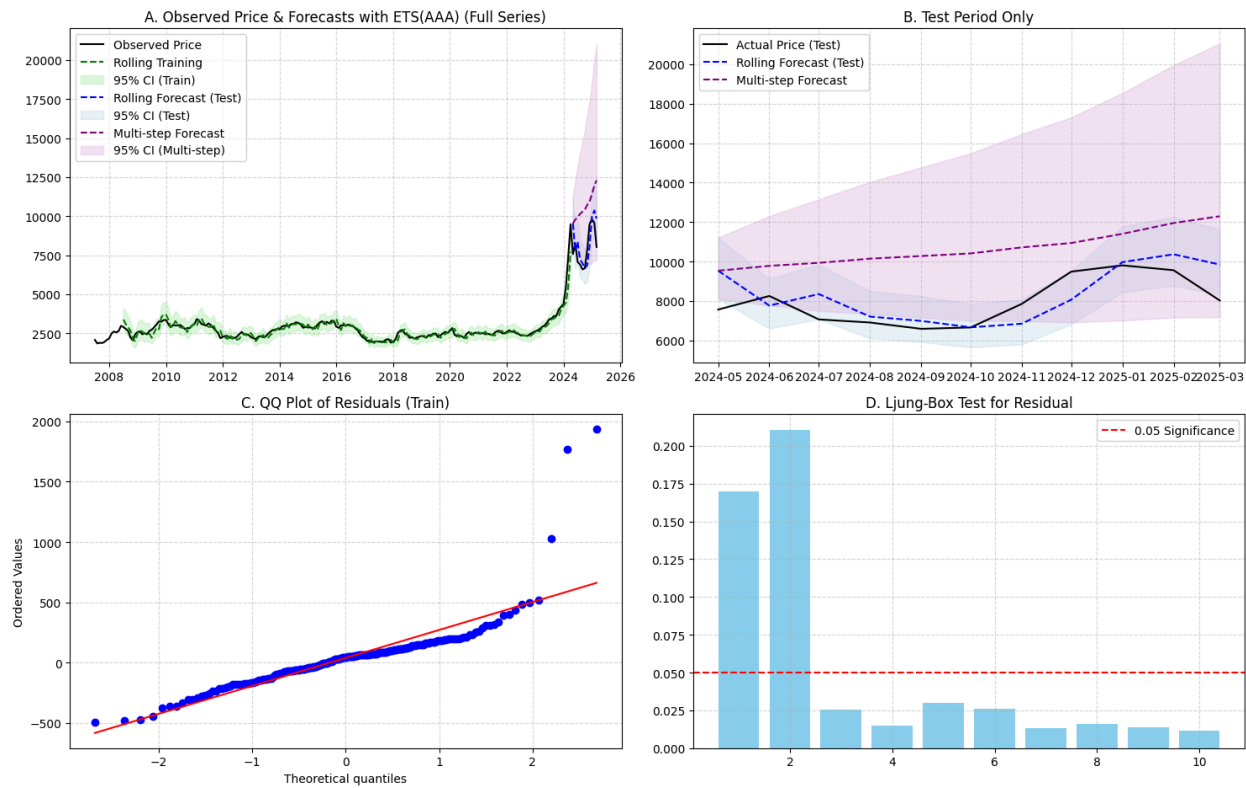 A. Observed Price & Forecasts with ETS(AAA) (Full Series)
Observed Price
Rolling Training
95% CI (Train)
Rolling Forecast (Test)
95% CI (Test)
Multi-step Forecast
95% CI (Multi-step)
20000
17500
15000
12500
10000
7500
5000
2500
2008 2010 2012 2014 2016 2018 2020 2022 2024 2026
B. Test Period Only
Actual Price (Test)
Rolling Forecast (Test)
Multi-step Forecast
20000
18000
16000
14000
12000
10000
8000
6000
2024-05 2024-06 2024-07 2024-08 2024-09 2024-10 2024-11 2024-12 2025-01 2025-02 2025-03
C. QQ Plot of Residuals (Train)
Ordered Values
2000
1500
1000
500
0
−500
−2 −1 0 1 2
Theoretical quantiles
D. Ljung-Box Test for Residual
0.05 Significance
0.200
0.175
0.150
0.125
0.100
0.075
0.050
0.025
0.000
2 4 6 8 10